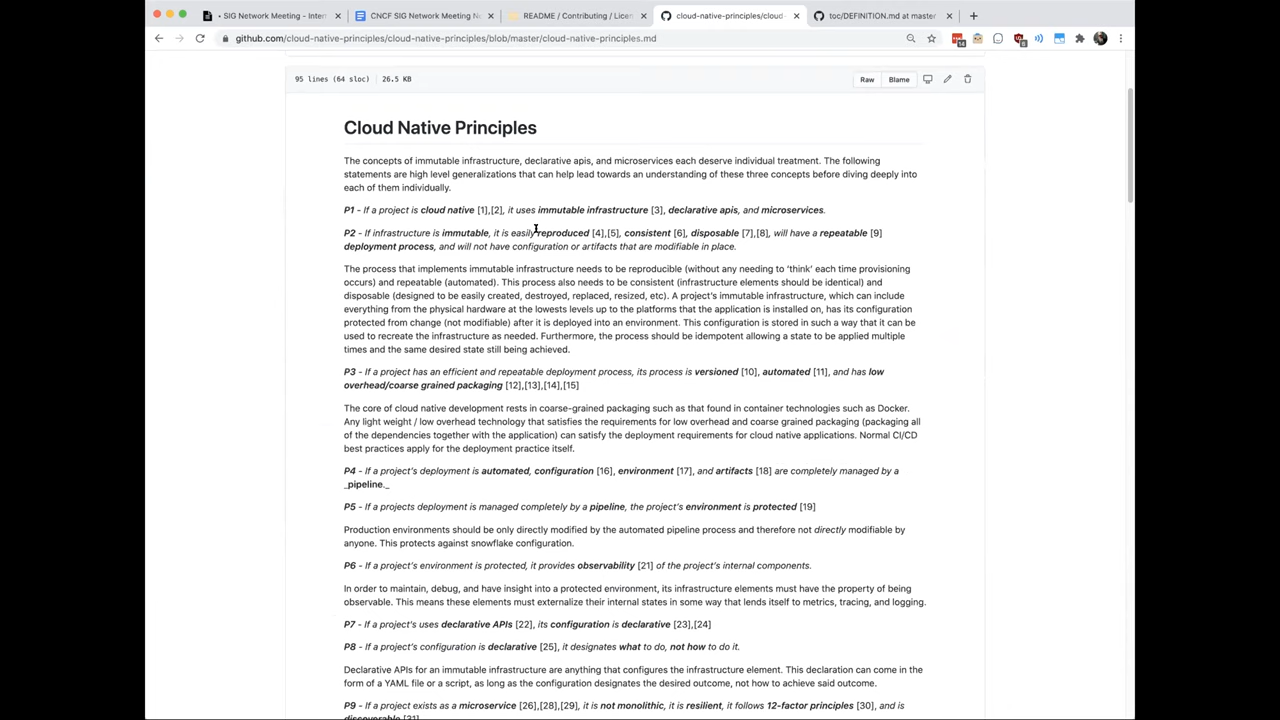 SIG Network Meeting - Intern
CNCF SIG Network Meeting No
README / Contributing / Licen
cloud-native-principles/cloud-
toc/DEFINITION.md at master
github.com/cloud-native-principles/cloud-native-principles/blob/master/cloud-native-principles.md
95 lines (64 sloc) | 26.5 KB
Raw
Blame
Cloud Native Principles
The concepts of immutable infrastructure, declarative apis, and microservices each deserve individual treatment. The following
statements are high level generalizations that can help lead towards an understanding of these three concepts before diving deeply into
each of them individually.
P1 - If a project is cloud native [1],[2], it uses immutable infrastructure [3], declarative apis, and microservices.
P2 - If infrastructure is immutable, it is easily reproduced [4],[5], consistent [6], disposable [7],[8], will have a repeatable [9]
deployment process, and will not have configuration or artifacts that are modifiable in place.
The process that implements immutable infrastructure needs to be reproducible (without any needing to ‘think’ each time provisioning
occurs) and repeatable (automated). This process also needs to be consistent (infrastructure elements should be identical) and
disposable (designed to be easily created, destroyed, replaced, resized, etc). A project's immutable infrastructure, which can include
everything from the physical hardware at the lowests levels up to the platforms that the application is installed on, has its configuration
protected from change (not modifiable) after it is deployed into an environment. This configuration is stored in such a way that it can be
used to recreate the infrastructure as needed. Furthermore, the process should be idempotent allowing a state to be applied multiple
times and the same desired state still being achieved.
P3 - If a project has an efficient and repeatable deployment process, its process is versioned [10], automated [11], and has low
overhead/coarse grained packaging [12],[13],[14],[15]
The core of cloud native development rests in coarse-grained packaging such as that found in container technologies such as Docker.
Any light weight / low overhead technology that satisfies the requirements for low overhead and coarse grained packaging (packaging all
of the dependencies together with the application) can satisfy the deployment requirements for cloud native applications. Normal CI/CD
best practices apply for the deployment practice itself.
P4 - If a project's deployment is automated, configuration [16], environment [17], and artifacts [18] are completely managed by a
_pipeline._
P5 - If a projects deployment is managed completely by a pipeline, the project's environment is protected [19]
Production environments should be only directly modified by the automated pipeline process and therefore not directly modifiable by
anyone. This protects against snowflake configuration.
P6 - If a project's environment is protected, it provides observability [21] of the project's internal components.
In order to maintain, debug, and have insight into a protected environment, its infrastructure elements must have the property of being
observable. This means these elements must externalize their internal states in some way that lends itself to metrics, tracing, and logging.
P7 - If a project's uses declarative APIs [22], its configuration is declarative [23],[24]
P8 - If a project's configuration is declarative [25], it designates what to do, not how to do it.
Declarative APIs for an immutable infrastructure are anything that configures the infrastructure element. This declaration can come in the
form of a YAML file or a script, as long as the configuration designates the desired outcome, not how to achieve said outcome.
P9 - If a project exists as a microservice [26],[28],[29], it is not monolithic, it is resilient, it follows 12-factor principles [30], and is
discoverable [31]